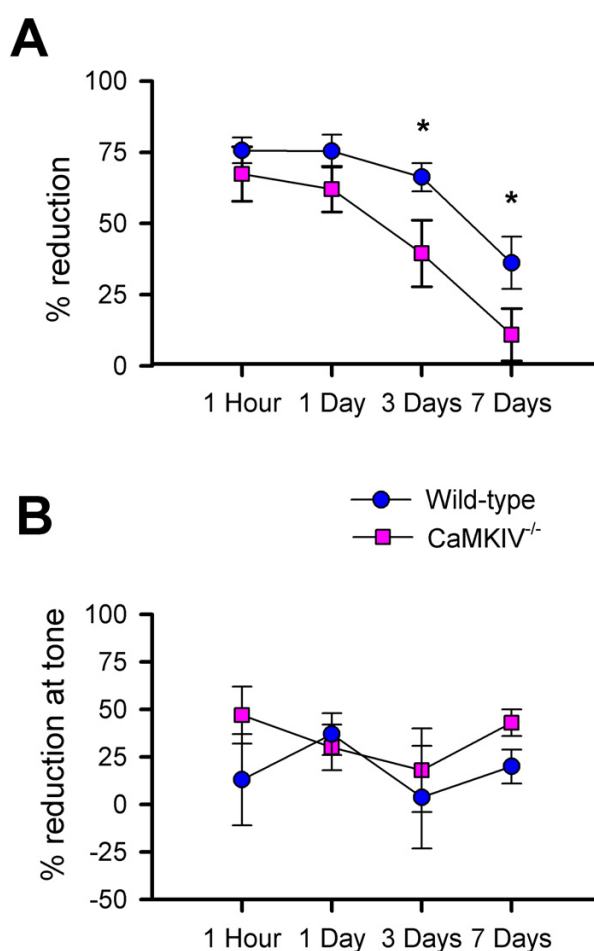 A
% reduction
100
75
50
25
0
*
*
1 Hour 1 Day 3 Days 7 Days
Wild-type
CaMKIV-/-
B
% reduction at tone
100
75
50
25
0
-25
-50
1 Hour 1 Day 3 Days 7 Days